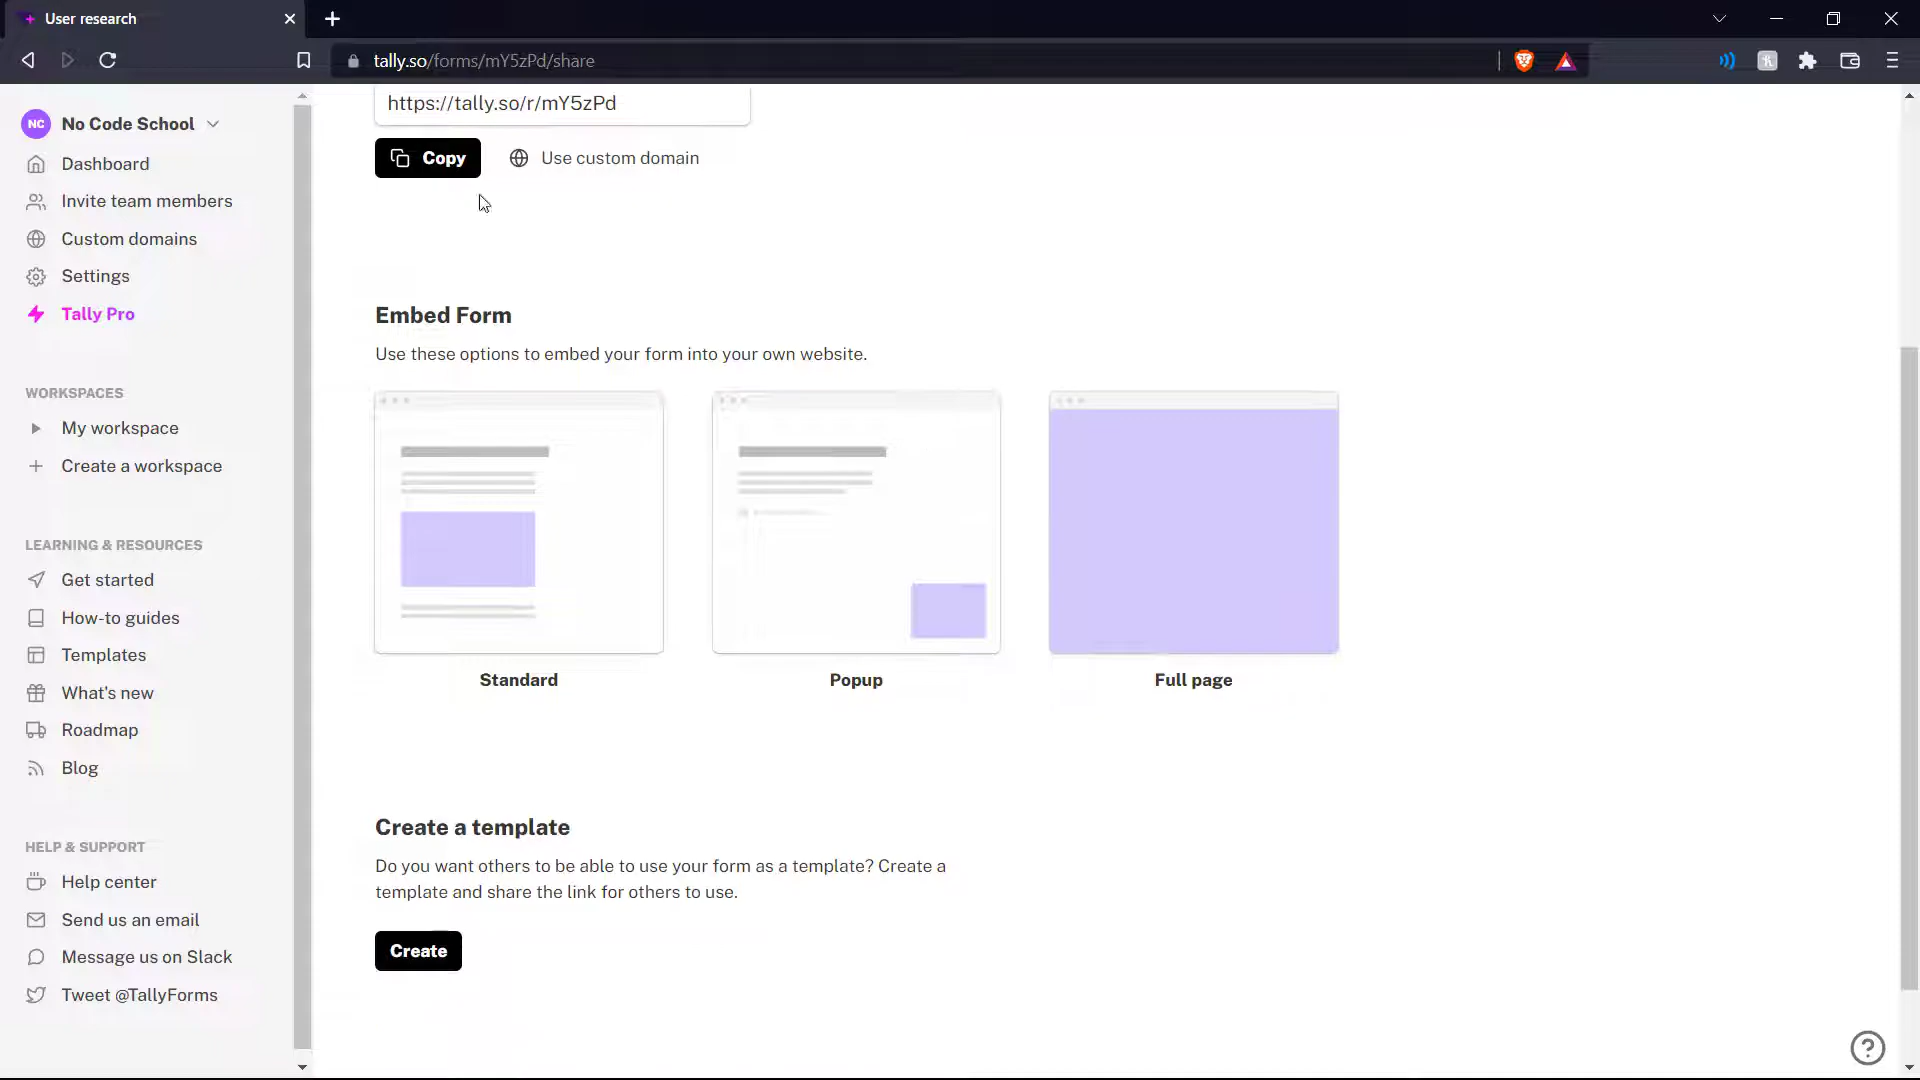 User research
tally.so/forms/mY5zPd/share
NC
No Code School
Dashboard
Invite team members
Custom domains
Settings
Tally Pro
WORKSPACES
My workspace
Create a workspace
LEARNING & RESOURCES
Get started
How-to guides
Templates
What's new
Roadmap
Blog
HELP & SUPPORT
Help center
Send us an email
Message us on Slack
Tweet @TallyForms
https://tally.so/r/mY5zPd
Copy
Use custom domain
Embed Form
Use these options to embed your form into your own website.
Standard
Popup
Full page
Create a template
Do you want others to be able to use your form as a template? Create a
template and share the link for others to use.
Create